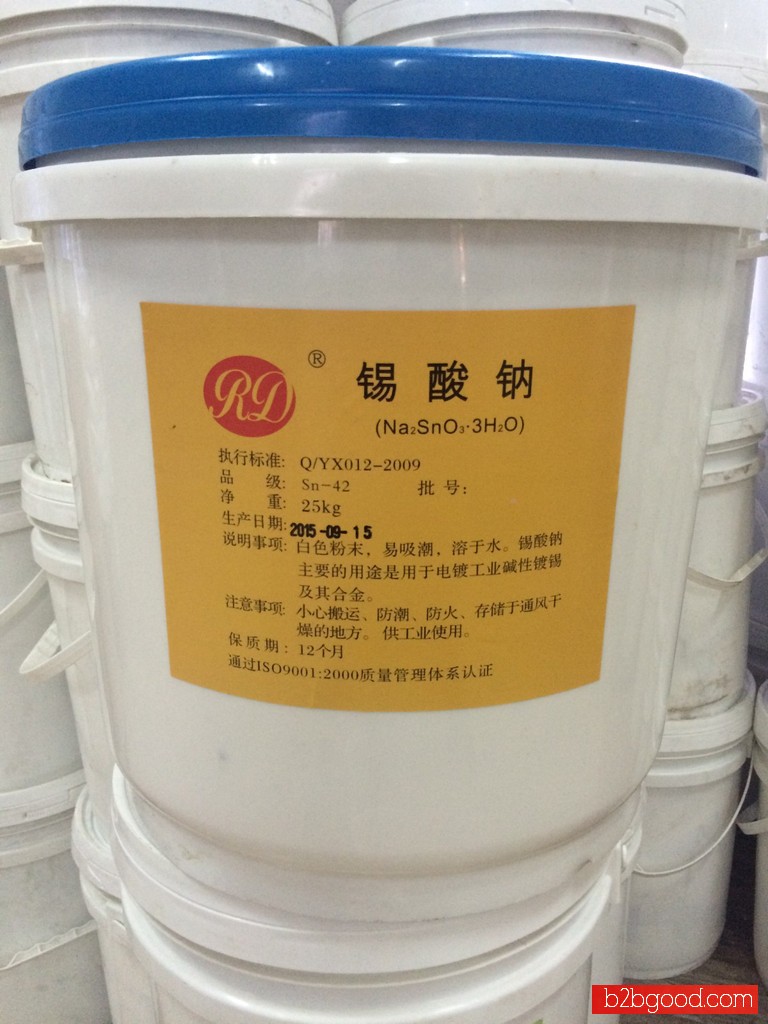 RD ®
锡酸钠
(Na₂SnO₃·3H₂O)
执行标准: Q/YX012-2009
品 级: Sn-42 批号:
净 重: 25kg
生产日期: 2015-09-15
说明事项: 白色粉末，易吸潮，溶于水。锡酸钠
主要的用途是用于电镀工业碱性镀锡
及其合金。
注意事项: 小心搬运、防潮、防火、存储于通风干
燥的地方。供工业使用。
保质期: 12个月
通过ISO9001:2000质量管理体系认证
b2bgood.com